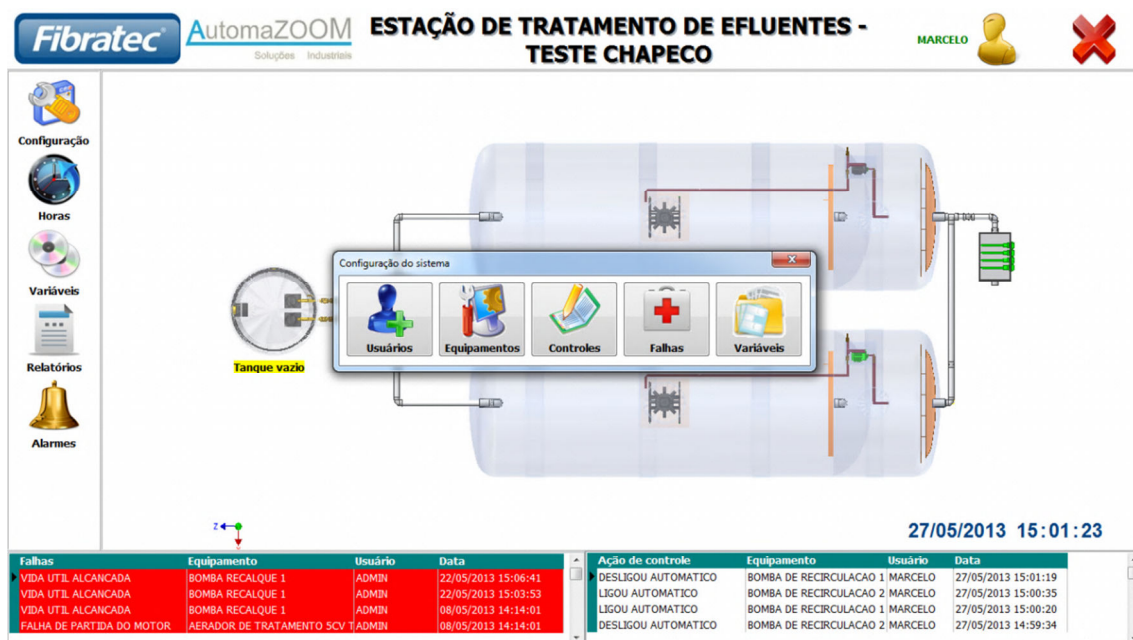 Fibratec
AutomaZOOM
Soluções Industriais
ESTAÇÃO DE TRATAMENTO DE EFLUENTES -
TESTE CHAPECO
MARCELO
Configuração
Horas
Variáveis
Relatórios
Alarmes
Configuração do sistema
Usuários Equipamentos Controles Falhas Variáveis
Tanque vazio
Z
27/05/2013 15:01:23
Falhas Equipamento Usuário Data
VIDA UTIL ALCANCADA BOMBA RECALQUE 1 ADMIN 22/05/2013 15:06:41
VIDA UTIL ALCANCADA BOMBA RECALQUE 1 ADMIN 22/05/2013 15:03:53
VIDA UTIL ALCANCADA BOMBA RECALQUE 1 ADMIN 08/05/2013 14:14:01
FALHA DE PARTIDA DO MOTOR AERADOR DE TRATAMENTO 5CV T ADMIN 08/05/2013 14:14:01
Ação de controle Equipamento Usuário Data
DESLIGOU AUTOMATICO BOMBA DE RECIRCULACAO 1 MARCELO 27/05/2013 15:01:19
LIGOU AUTOMATICO BOMBA DE RECIRCULACAO 2 MARCELO 27/05/2013 15:00:35
LIGOU AUTOMATICO BOMBA DE RECIRCULACAO 1 MARCELO 27/05/2013 15:00:20
DESLIGOU AUTOMATICO BOMBA DE RECIRCULACAO 2 MARCELO 27/05/2013 14:59:34